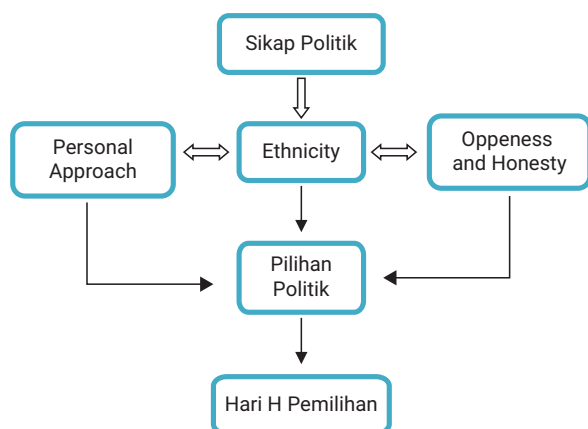 Sikap Politik
Personal
Approach
Ethnicity
Oppeness
and Honesty
Pilihan
Politik
Hari H Pemilihan